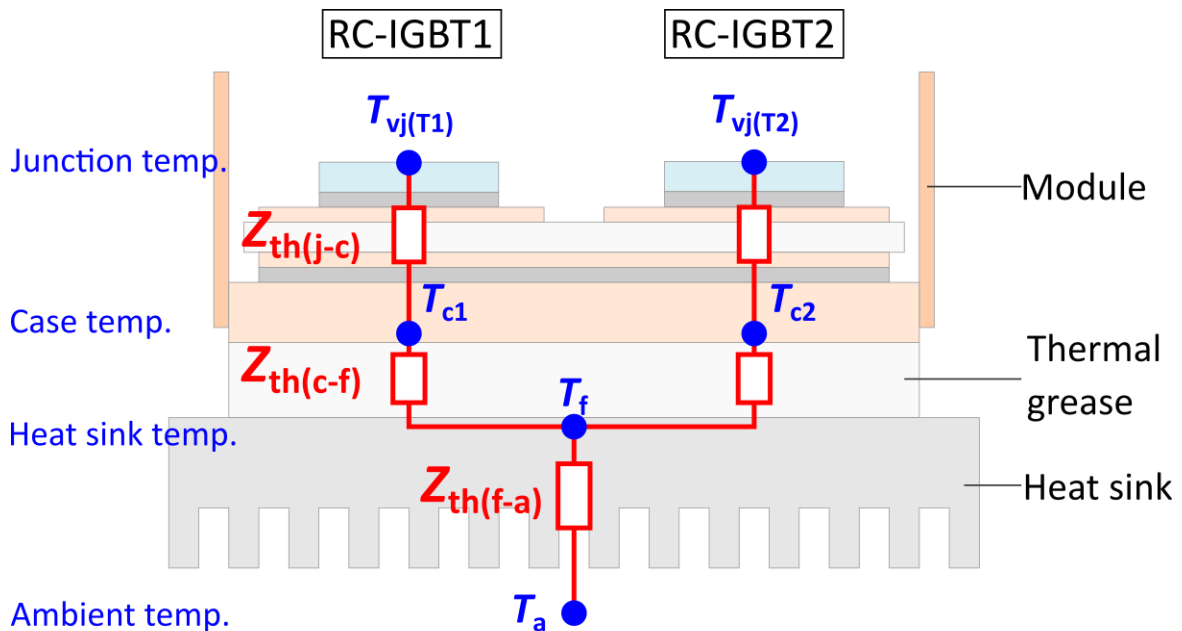 RC-IGBT1
RC-IGBT2
Tvj(T1)
Tvj(T2)
Junction temp.
Module
Zth(j-c)
Tc1
Tc2
Case temp.
Zth(c-f)
Thermal
grease
Tf
Heat sink temp.
Zth(f-a)
Heat sink
Ambient temp.
Ta